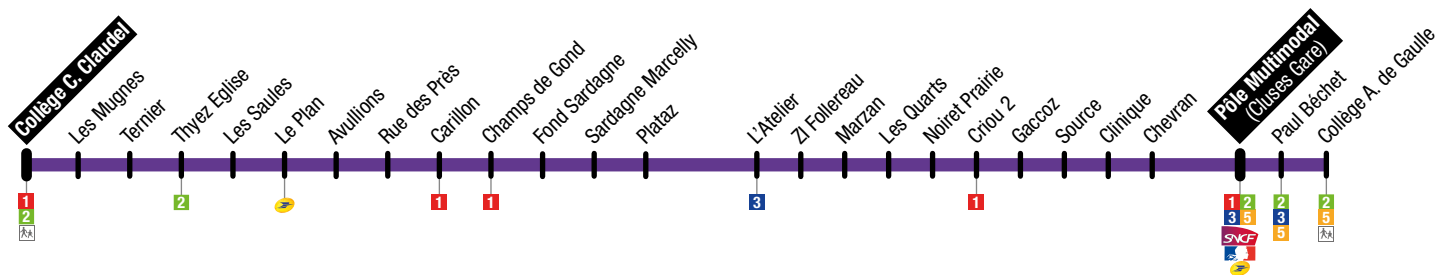 Collège C. Claudel
Les Mugnes
Ternier
Thyez Eglise
Les Saules
Le Plan
Avullions
Rue des Près
Carillon
Champs de Gond
Fond Sardagne
Sardagne Marcelly
Plataz
L'Atelier
ZI Follereau
Marzan
Les Quarts
Noiret Prairie
Criou 2
Gaccoz
Source
Clinique
Chevran
Pôle Multimodal
(Cluses Gare)
Paul Béchet
Collège A. de Gaulle
1
2
2
1
1
3
1
1 2
3 5
SNCF
2
3
5
2
5